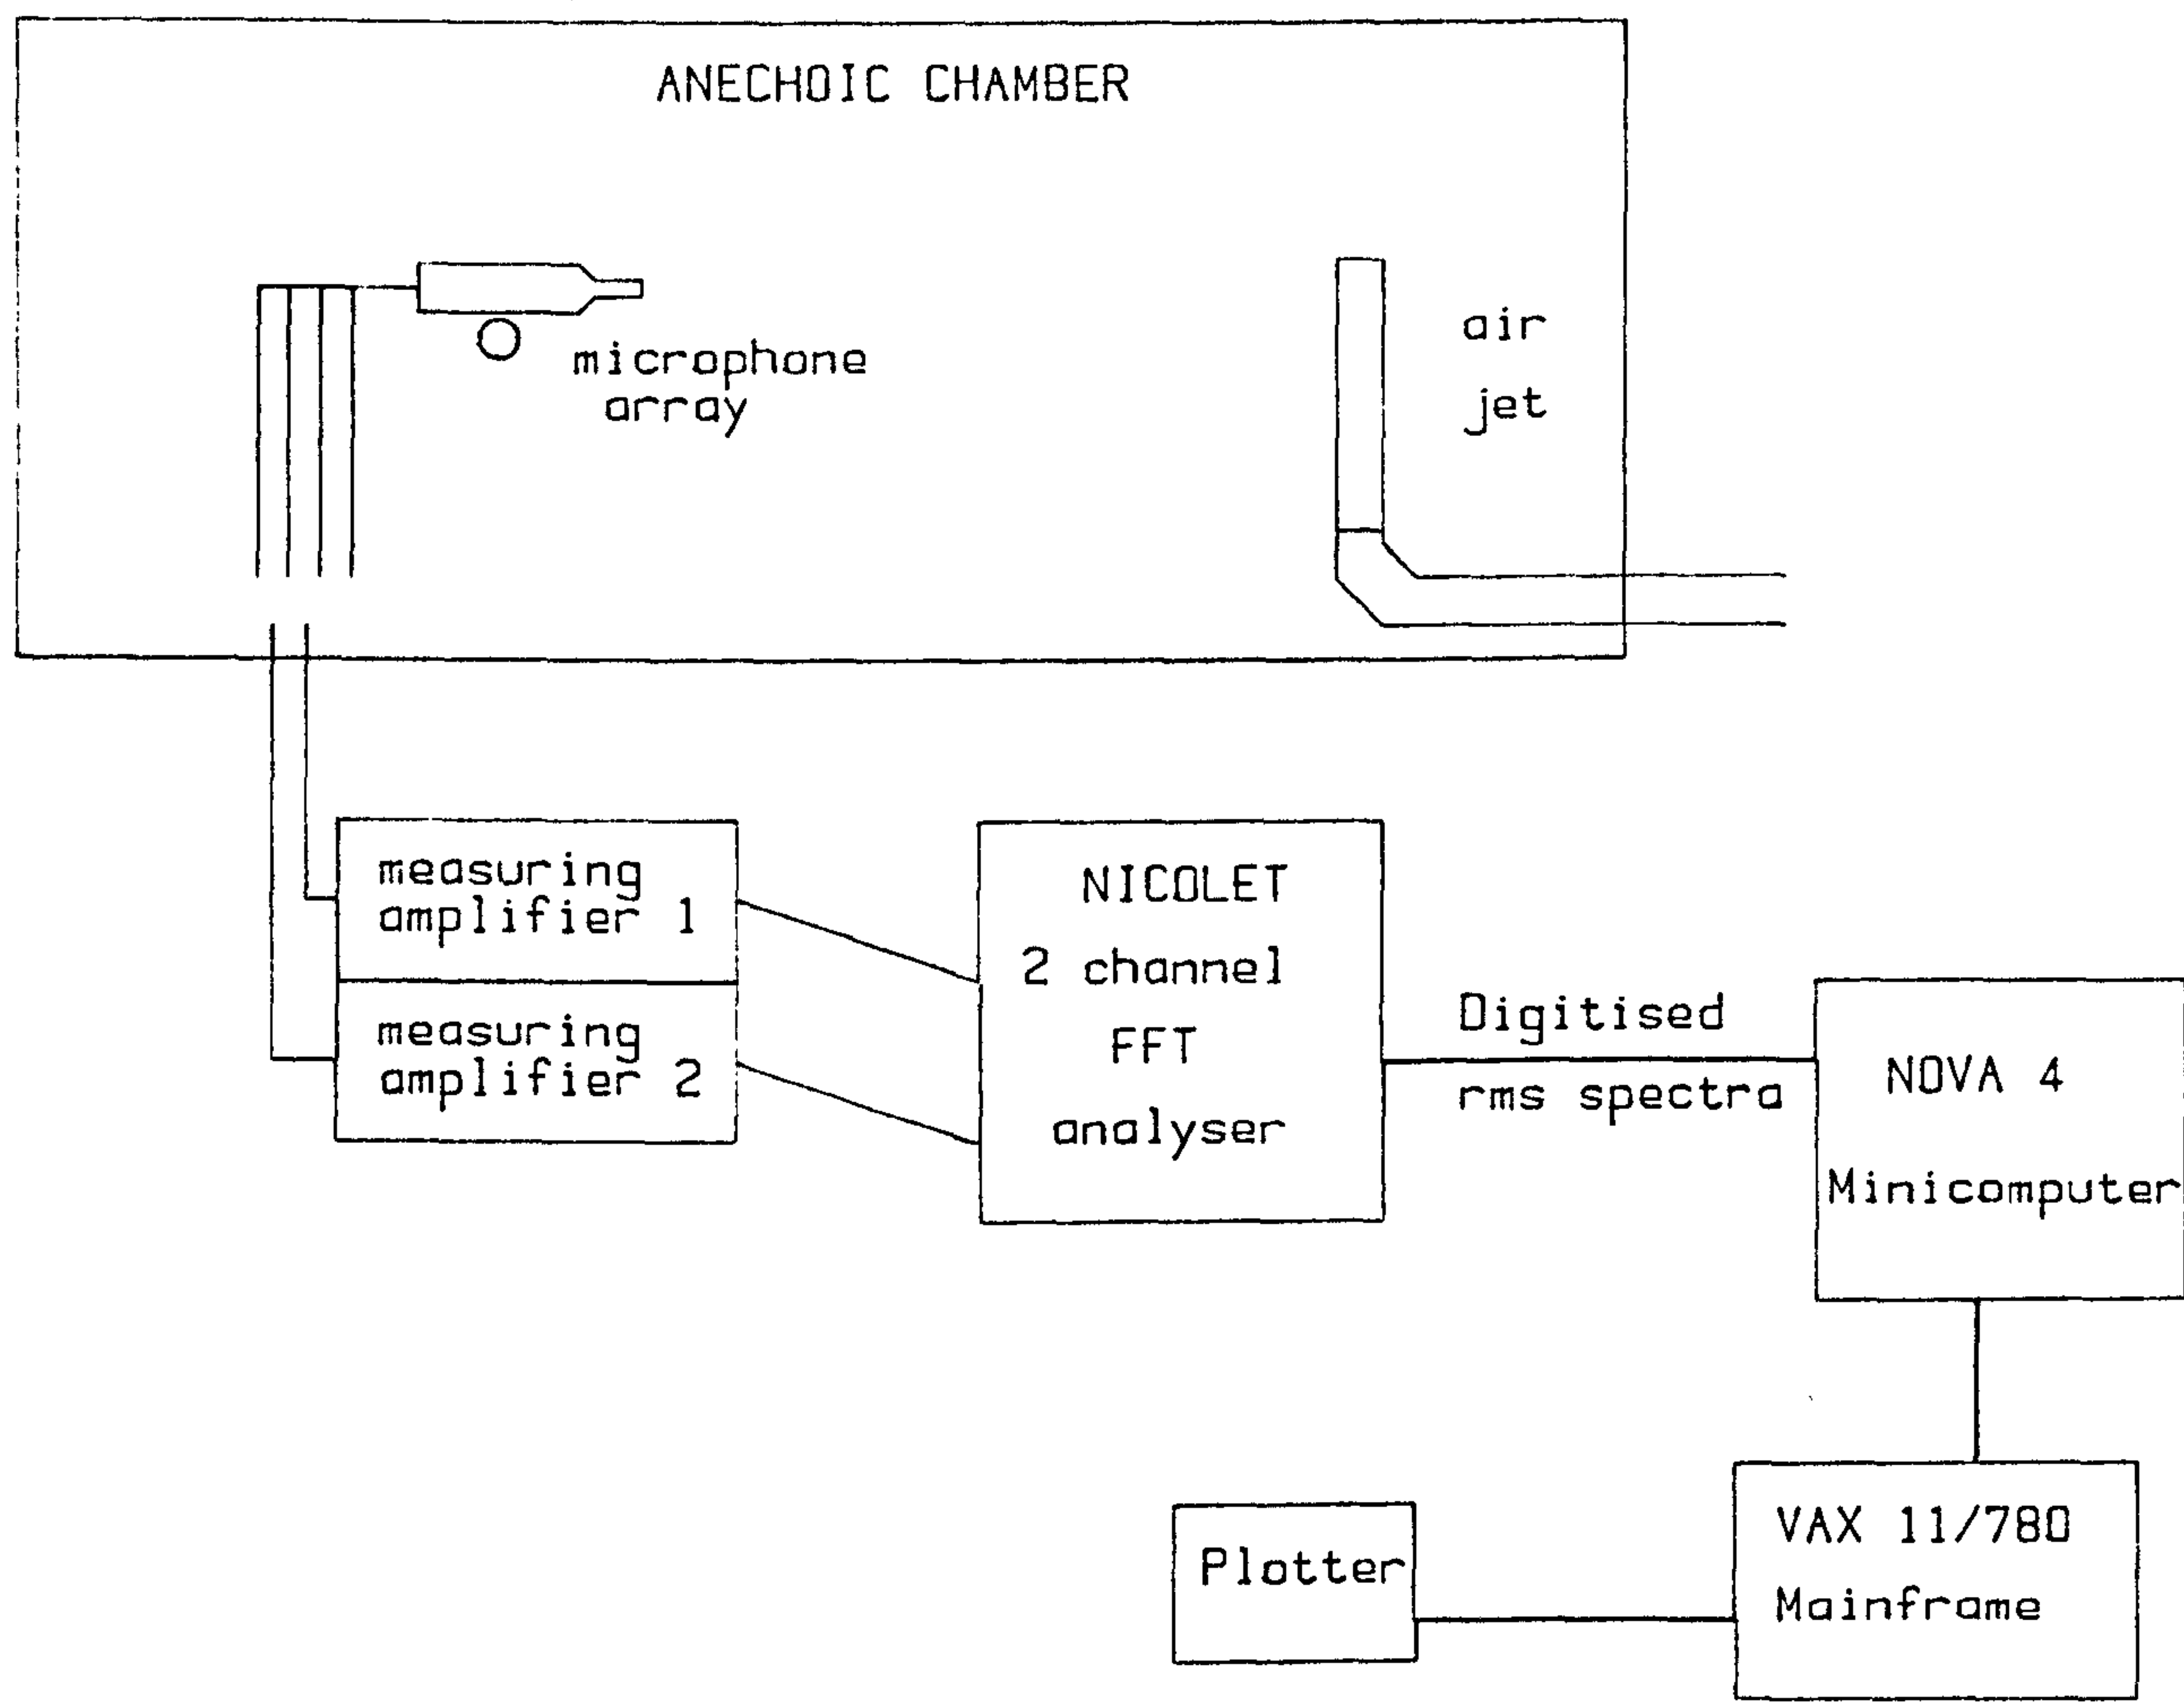 ANECHOIC CHAMBER
microphone
array
air
jet
measuring
amplifier 1
measuring
amplifier 2
NICOLET
2 channel
FFT
analyser
Digitised
rms spectra
NOVA 4
Minicomputer
Plotter
VAX 11/780
Mainframe